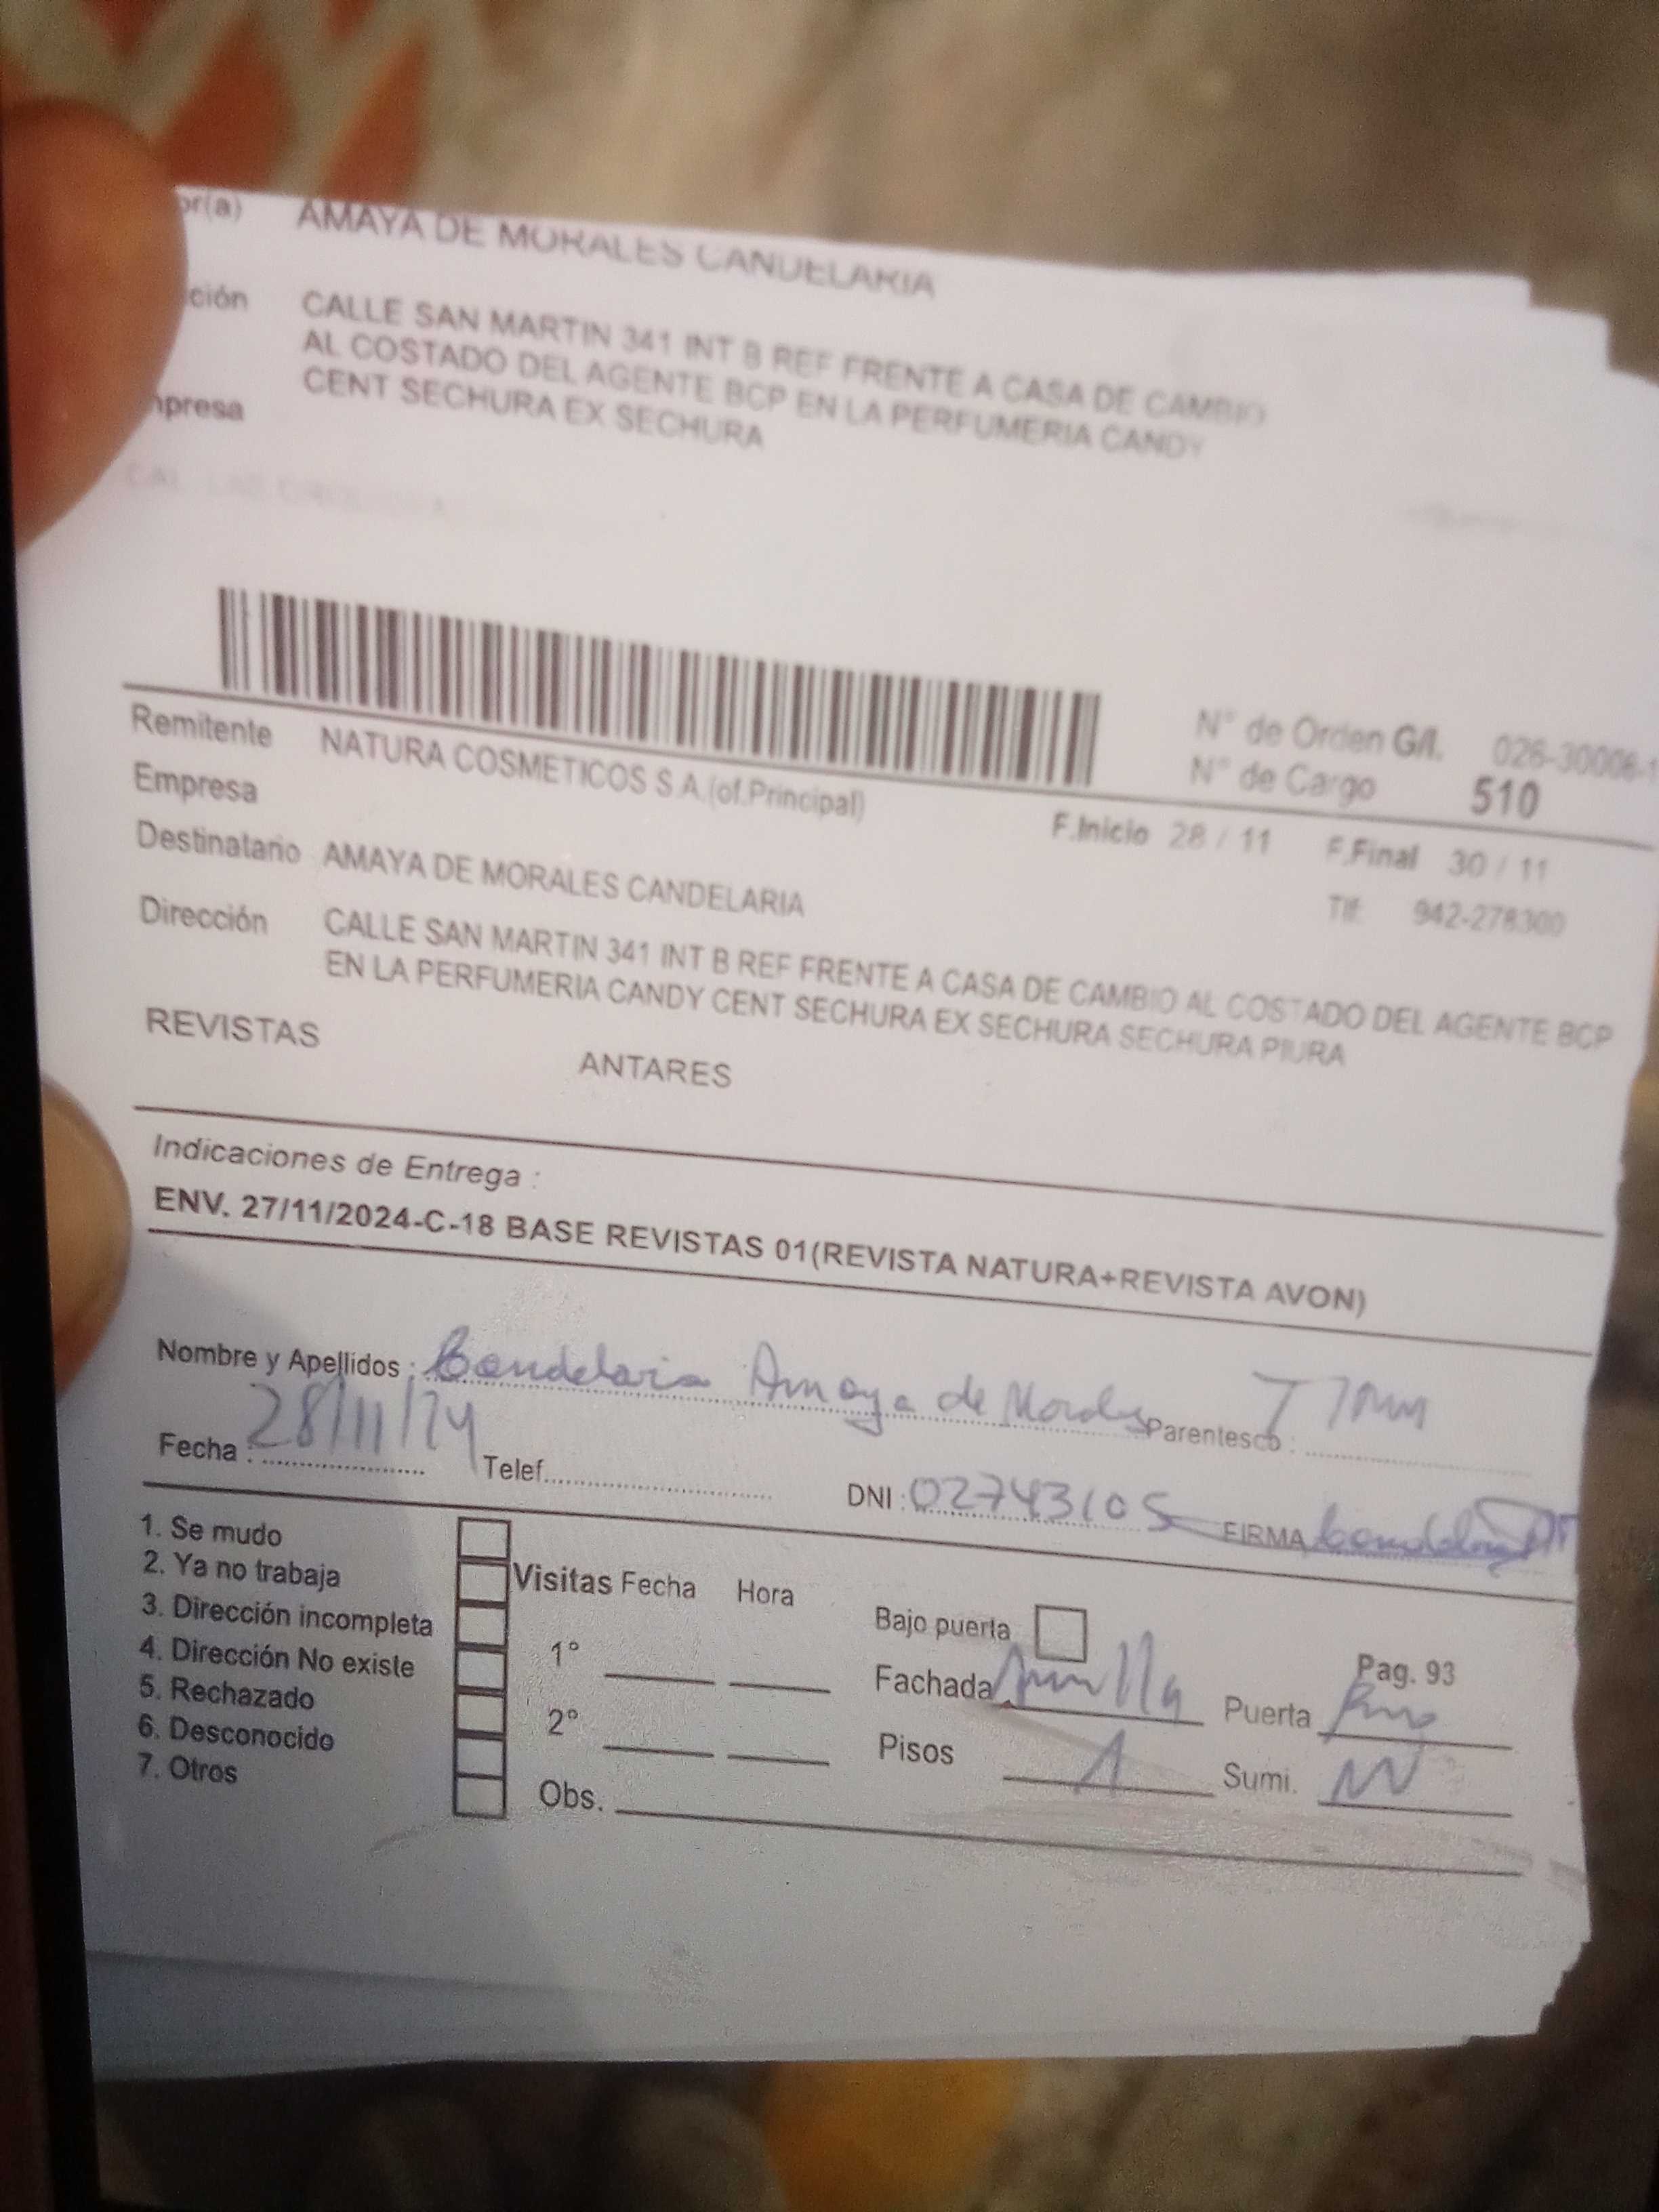 or(a) AMAYA DE MORALES CANDELARIA
ción CALLE SAN MARTIN 341 INT B REF FRENTE A CASA DE CAMBIO
AL COSTADO DEL AGENTE BCP EN LA PERFUMERIA CANDY
CENT SECHURA EX SECHURA
mpresa
N° de Orden G/I. 026-30006-1
N° de Cargo 510
Remitente NATURA COSMETICOS S.A.(of.Principal)
Empresa
F.Inicio 28 / 11 F.Final 30 / 11
Destinatario AMAYA DE MORALES CANDELARIA
Tlf: 942-278300
Dirección CALLE SAN MARTIN 341 INT B REF FRENTE A CASA DE CAMBIO AL COSTADO DEL AGENTE BCP
EN LA PERFUMERIA CANDY CENT SECHURA EX SECHURA SECHURA PIURA
REVISTAS ANTARES
Indicaciones de Entrega :
ENV. 27/11/2024-C-18 BASE REVISTAS 01(REVISTA NATURA+REVISTA AVON)
Nombre y Apellidos : Candelaria Amaya de Morales Parentesco :
Fecha : 28/11/24 Telef. DNI : 02743105 FIRMA
1. Se mudo
2. Ya no trabaja
3. Dirección incompleta
4. Dirección No existe
5. Rechazado
6. Desconocido
7. Otros
Visitas Fecha Hora
1°
2°
Obs.
Bajo puerta
Pag. 93
Fachada Puerta
Pisos 1 Sumi.